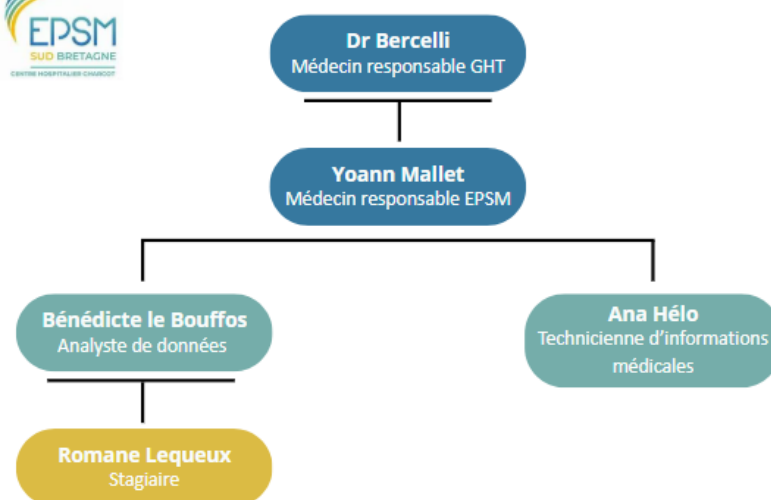 EPSM
SUD BRETAGNE
CENTRE HOSPITALIER CHARCOT
Dr Bercelli
Médecin responsable GHT
Yoann Mallet
Médecin responsable EPSM
Bénédicte le Bouffos
Analyste de données
Ana Hélo
Technicienne d’informations
médicales
Romane Lequeux
Stagiaire